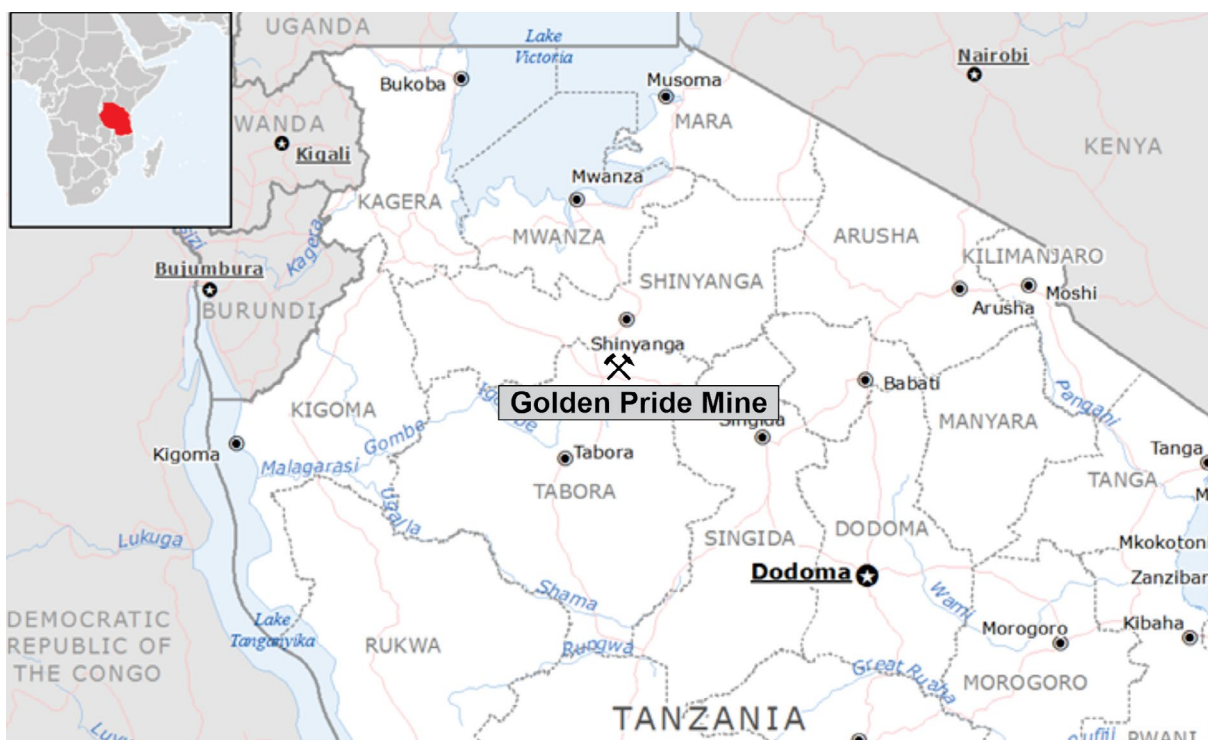 UGANDA
Lake
Victoria
Nairobi
Bukoba
Musoma
MARA
WANDA
Kigali
KENYA
KAGERA
Mwanza
MWANZA
ARUSHA
Kagera
Bujumbura
BURUNDI
SHINYANGA
KILIMANJARO
Arusha
Moshi
Shinyanga
Golden Pride Mine
Babati
KIGOMA
MANYARA
Pangani
Singida
Gomba
Kigoma
Malagarasi
Tabora
TABORA
Tanga
TANGA
Ugalla
Lukuga
SINGIDA
DODOMA
Mkokoton
Dodoma
Zanzibar
Shama
Wami
Lake
Tanganyika
Morogoro
Kibaha
DEMOCRATIC
REPUBLIC OF
THE CONGO
RUKWA
Rungwa
Great Ruaha
MOROGORO
TANZANIA
PWANI